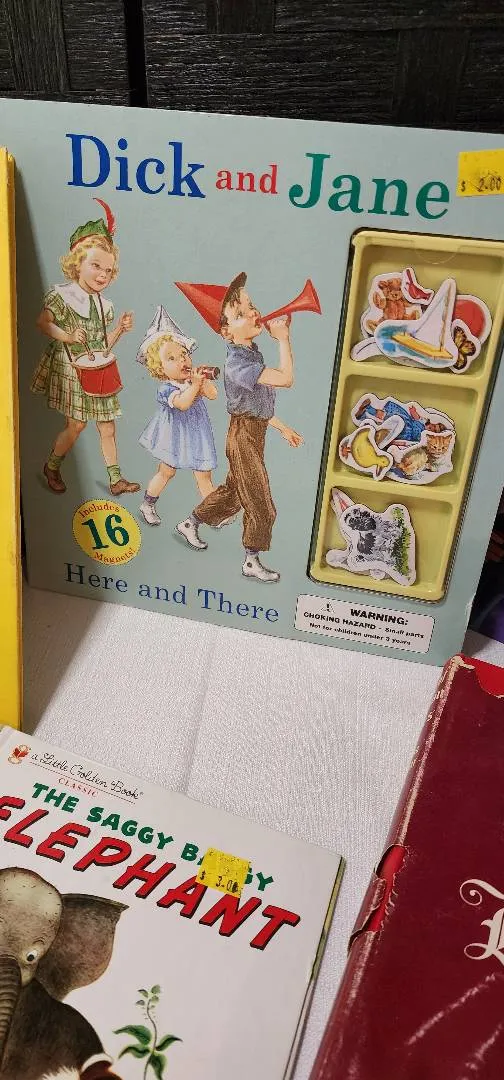 Dick and Jane
$ 2.00
Includes
16
Magnets!
Here and There
WARNING:
CHOKING HAZARD - Small parts
Not for children under 3 years
a Little Golden Book®
CLASSIC
THE SAGGY BAGGY
ELEPHANT
$ 3.00